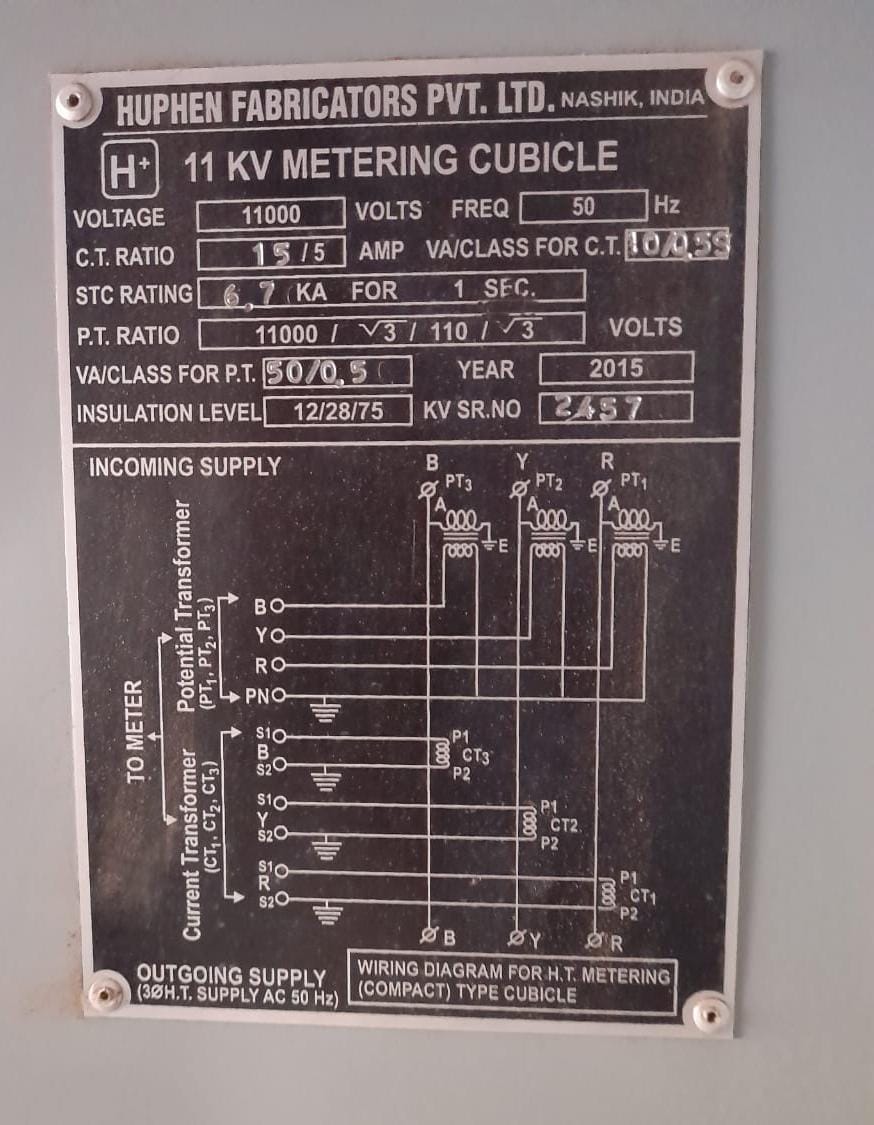 HUPHEN FABRICATORS PVT. LTD. NASHIK, INDIA
H+ 11 KV METERING CUBICLE
VOLTAGE 11000 VOLTS FREQ 50 Hz
C.T. RATIO 15/5 AMP VA/CLASS FOR C.T. 10/0.5S
STC RATING 6.7 KA FOR 1 SEC.
P.T. RATIO 11000 / √3 / 110 / √3 VOLTS
VA/CLASS FOR P.T. 50/0.5 YEAR 2015
INSULATION LEVEL 12/28/75 KV SR.NO 2457
INCOMING SUPPLY B Y R
PT3 PT2 PT1
A A A
E E E
Potential Transformer
(PT1, PT2, PT3)
B
Y
R
PN
TO METER
Current Transformer
(CT1, CT2, CT3)
S1 P1
B CT3
S2 P2
S1 P1
Y CT2
S2 P2
S1 P1
R CT1
S2 P2
B Y R
OUTGOING SUPPLY
(3ØH.T. SUPPLY AC 50 Hz)
WIRING DIAGRAM FOR H.T. METERING
(COMPACT) TYPE CUBICLE